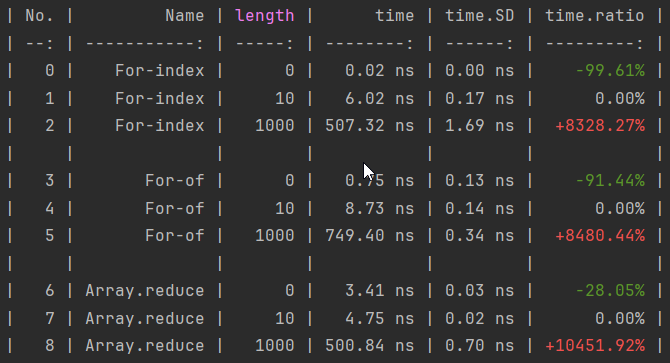 | No. | Name | length | time | time.SD | time.ratio |
| --: | -----------: | -----: | --------: | ------: | ---------: |
| 0 | For-index | 0 | 0.02 ns | 0.00 ns | -99.61% |
| 1 | For-index | 10 | 6.02 ns | 0.17 ns | 0.00% |
| 2 | For-index | 1000 | 507.32 ns | 1.69 ns | +8328.27% |
| | | | | | |
| 3 | For-of | 0 | 0.75 ns | 0.13 ns | -91.44% |
| 4 | For-of | 10 | 8.73 ns | 0.14 ns | 0.00% |
| 5 | For-of | 1000 | 749.40 ns | 0.34 ns | +8480.44% |
| | | | | | |
| 6 | Array.reduce | 0 | 3.41 ns | 0.03 ns | -28.05% |
| 7 | Array.reduce | 10 | 4.75 ns | 0.02 ns | 0.00% |
| 8 | Array.reduce | 1000 | 500.84 ns | 0.70 ns | +10451.92% |